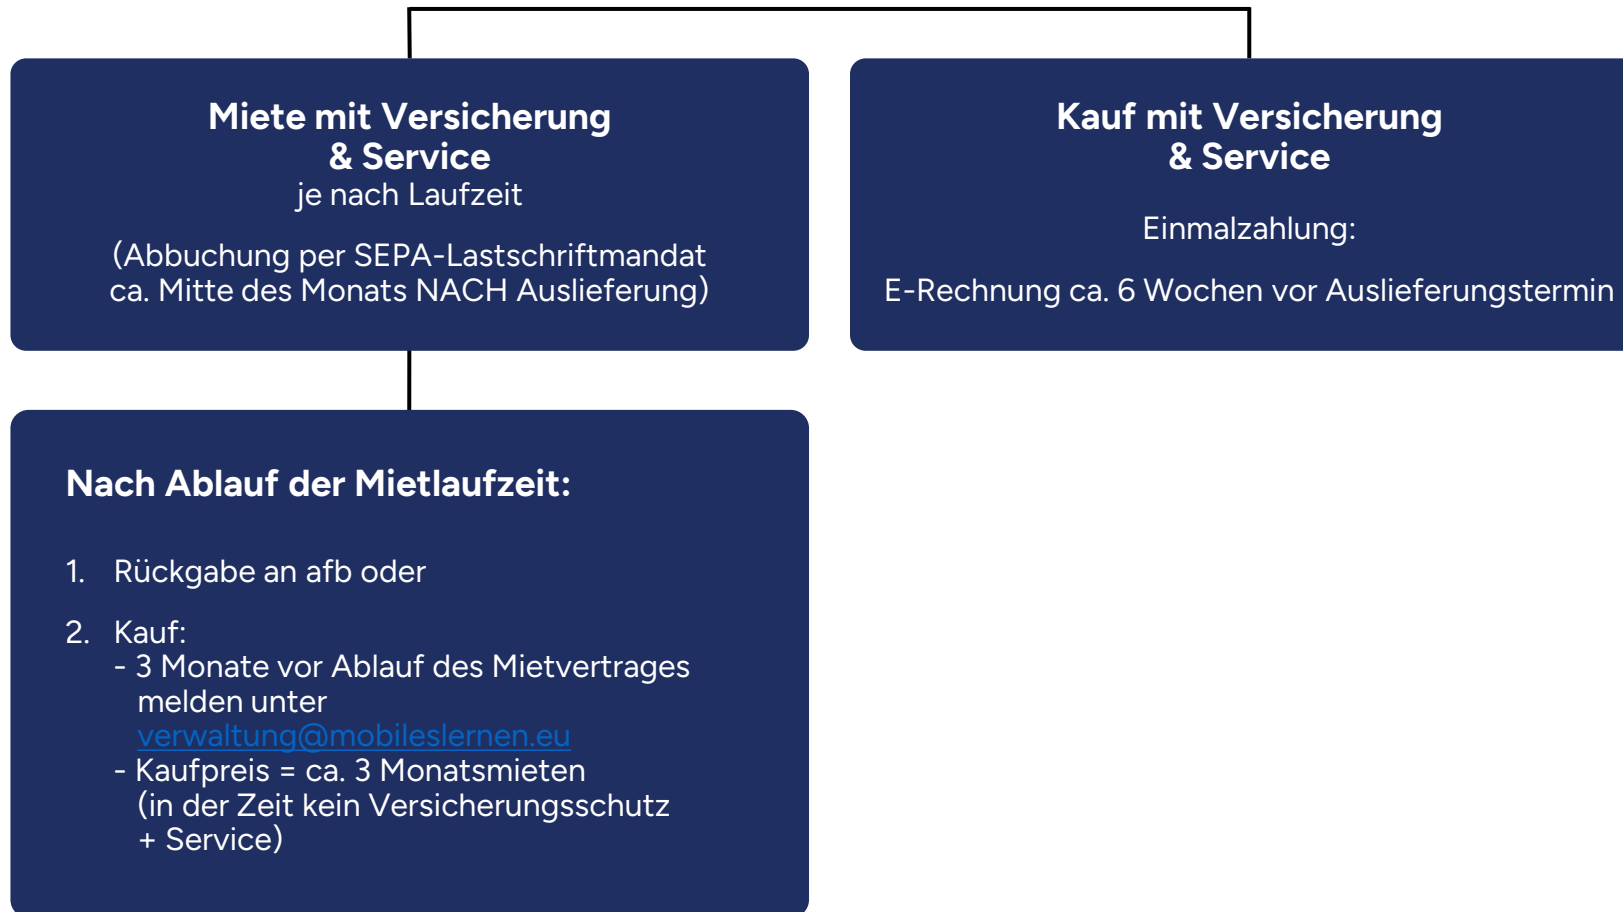 Miete mit Versicherung
& Service
je nach Laufzeit
(Abbuchung per SEPA-Lastschriftmandat
ca. Mitte des Monats NACH Auslieferung)
Kauf mit Versicherung
& Service
Einmalzahlung:
E-Rechnung ca. 6 Wochen vor Auslieferungstermin
Nach Ablauf der Mietlaufzeit:
1. Rückgabe an afb oder
2. Kauf:
- 3 Monate vor Ablauf des Mietvertrages
melden unter
verwaltung@mobileslernen.eu
- Kaufpreis = ca. 3 Monatsmieten
(in der Zeit kein Versicherungsschutz
+ Service)